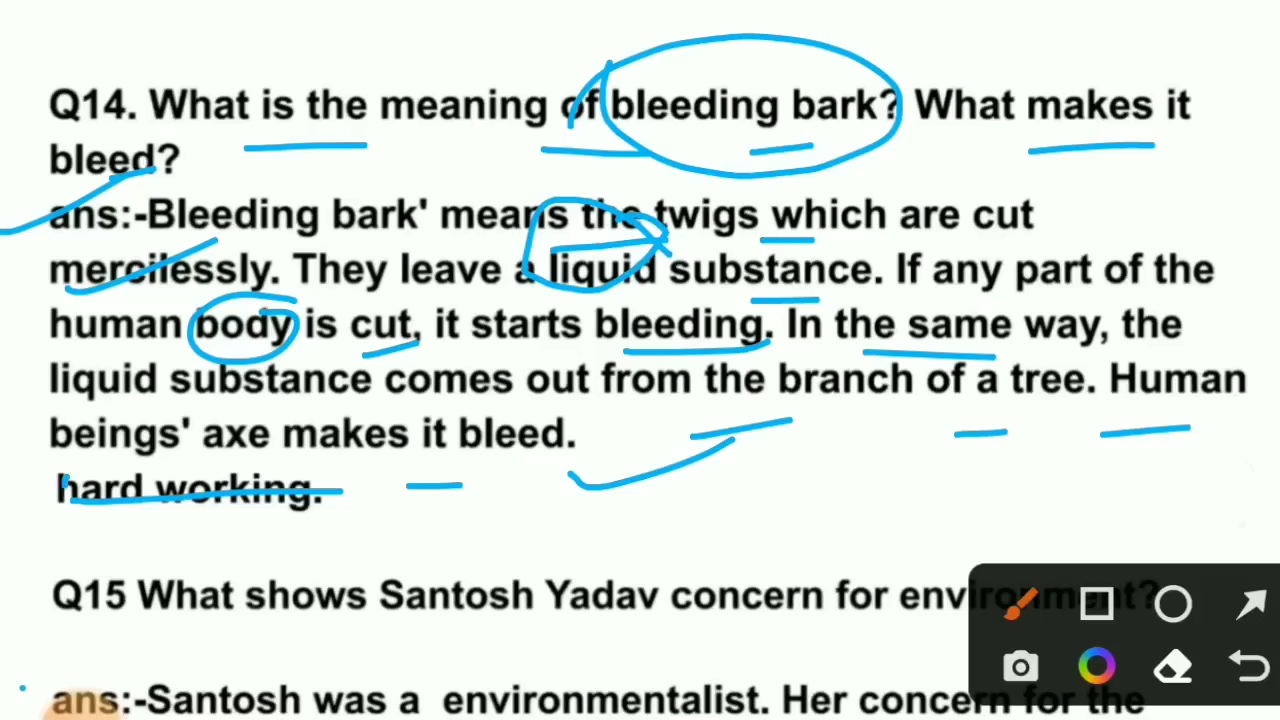 Q14. What is the meaning of bleeding bark? What makes it
bleed?
ans:-Bleeding bark' means the twigs which are cut
mercilessly. They leave a liquid substance. If any part of the
human body is cut, it starts bleeding. In the same way, the
liquid substance comes out from the branch of a tree. Human
beings' axe makes it bleed.
hard working.
Q15 What shows Santosh Yadav concern for environment?
ans:-Santosh was a environmentalist. Her concern for the